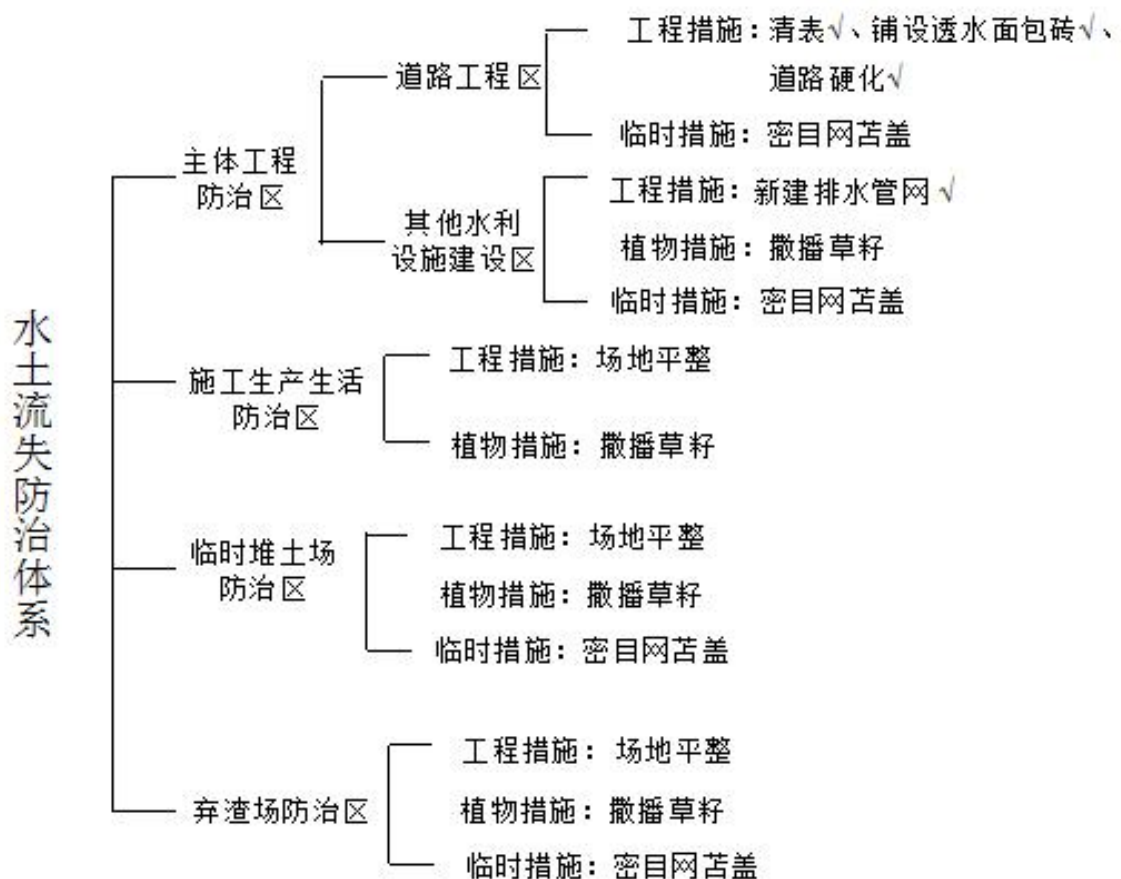 水土流失防治体系
主体工程
防治区
道路工程区
工程措施：清表√、铺设透水面包砖√、
道路硬化√
临时措施：密目网苫盖
其他水利
设施建设区
工程措施：新建排水管网√
植物措施：撒播草籽
临时措施：密目网苫盖
施工生产生活
防治区
工程措施：场地平整
植物措施：撒播草籽
临时堆土场
防治区
工程措施：场地平整
植物措施：撒播草籽
临时措施：密目网苫盖
弃渣场防治区
工程措施：场地平整
植物措施：撒播草籽
临时措施：密目网苫盖